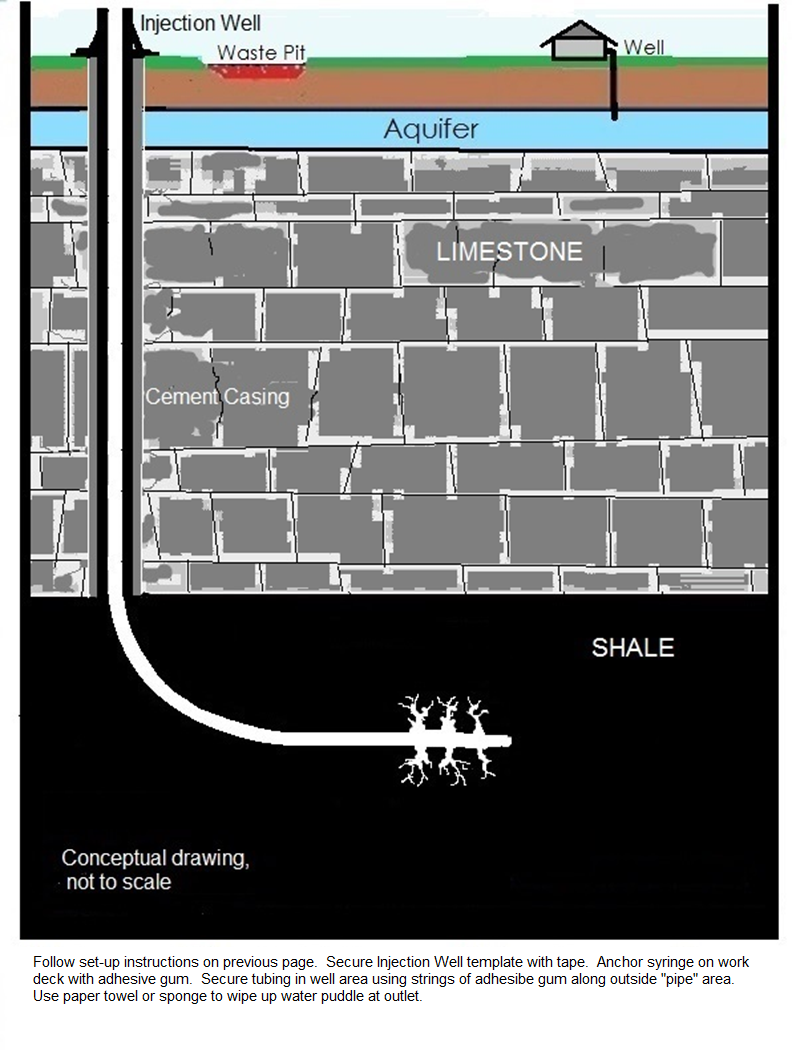 Injection Well
Waste Pit
Well
Aquifer
LIMESTONE
Cement Casing
SHALE
Conceptual drawing,
not to scale
Follow set-up instructions on previous page.  Secure Injection Well template with tape.  Anchor syringe on work
deck with adhesive gum.  Secure tubing in well area using strings of adhesibe gum along outside "pipe" area.
Use paper towel or sponge to wipe up water puddle at outlet.